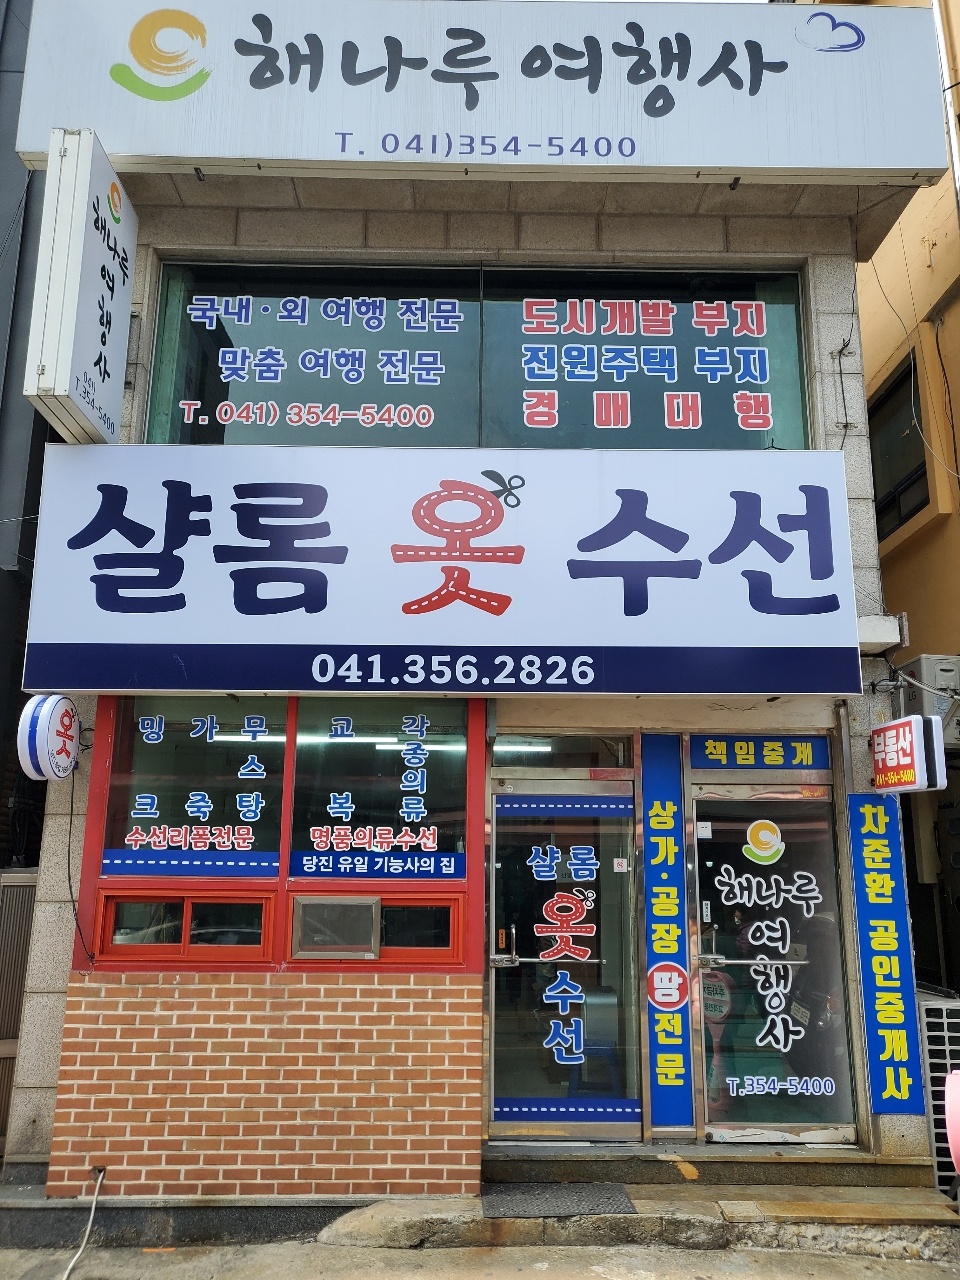 해나루 여행사
T. 041)354-5400
해나루 여행사
041)
T.354-5400
국내·외 여행 전문
맞춤 여행 전문
T. 041) 354-5400
도시개발 부지
전원주택 부지
경매대행
샬롬 옷 수선
041.356.2826
옷
밍크
가죽
무스탕
수선리폼전문
교복
각종의류
명품의류수선
당진 유일 기능사의 집
샬롬
옷
수선
상가·공장 땅 전문
책임중개
해나루
여행사
T.354-5400
부동산
041-354-5400
차준환 공인중개사